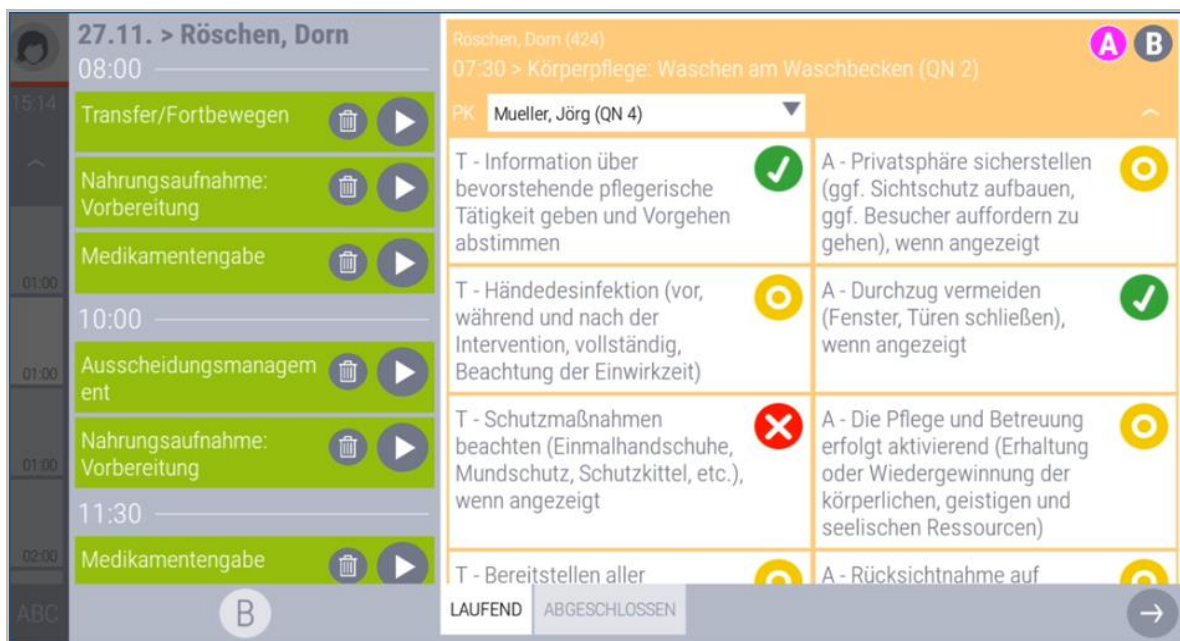 15:14
01:00
01:00
01:00
02:00
ABC
27.11. > Röschen, Dorn
08:00
Transfer/Fortbewegen
Nahrungsaufnahme:
Vorbereitung
Medikamentengabe
10:00
Ausscheidungsmanagem
ent
Nahrungsaufnahme:
Vorbereitung
11:30
Medikamentengabe
B
Röschen, Dorn (424)
A B
07:30 > Körperpflege: Waschen am Waschbecken (QN 2)
PK Mueller, Jörg (QN 4)
T - Information über
bevorstehende pflegerische
Tätigkeit geben und Vorgehen
abstimmen
A - Privatsphäre sicherstellen
(ggf. Sichtschutz aufbauen,
ggf. Besucher auffordern zu
gehen), wenn angezeigt
T - Händedesinfektion (vor,
während und nach der
Intervention, vollständig,
Beachtung der Einwirkzeit)
A - Durchzug vermeiden
(Fenster, Türen schließen),
wenn angezeigt
T - Schutzmaßnahmen
beachten (Einmalhandschuhe,
Mundschutz, Schutzkittel, etc.),
wenn angezeigt
A - Die Pflege und Betreuung
erfolgt aktivierend (Erhaltung
oder Wiedergewinnung der
körperlichen, geistigen und
seelischen Ressourcen)
T - Bereitstellen aller
A - Rücksichtnahme auf
LAUFEND ABGESCHLOSSEN